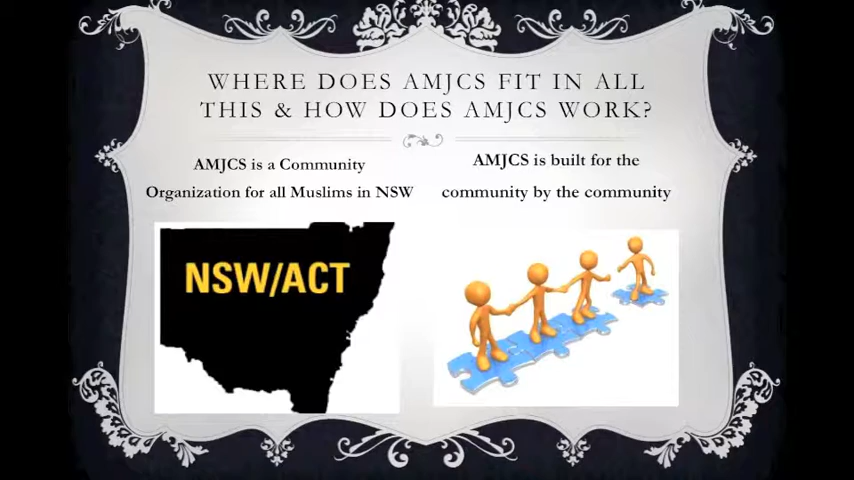 WHERE DOES AMJCS FIT IN ALL
THIS & HOW DOES AMJCS WORK?
AMJCS is a Community
Organization for all Muslims in NSW
AMJCS is built for the
community by the community
NSW/ACT